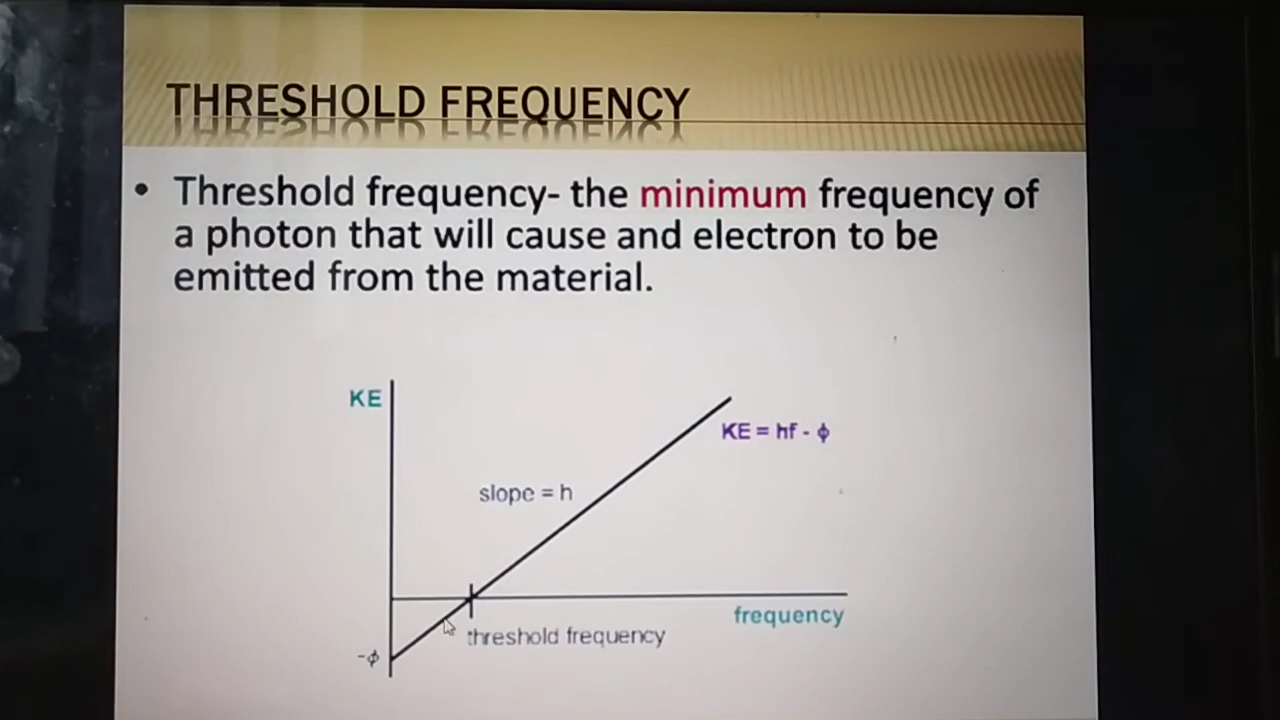 THRESHOLD FREQUENCY
• Threshold frequency- the minimum frequency of
a photon that will cause and electron to be
emitted from the material.
KE
KE = hf - ϕ
slope = h
frequency
threshold frequency
-ϕ